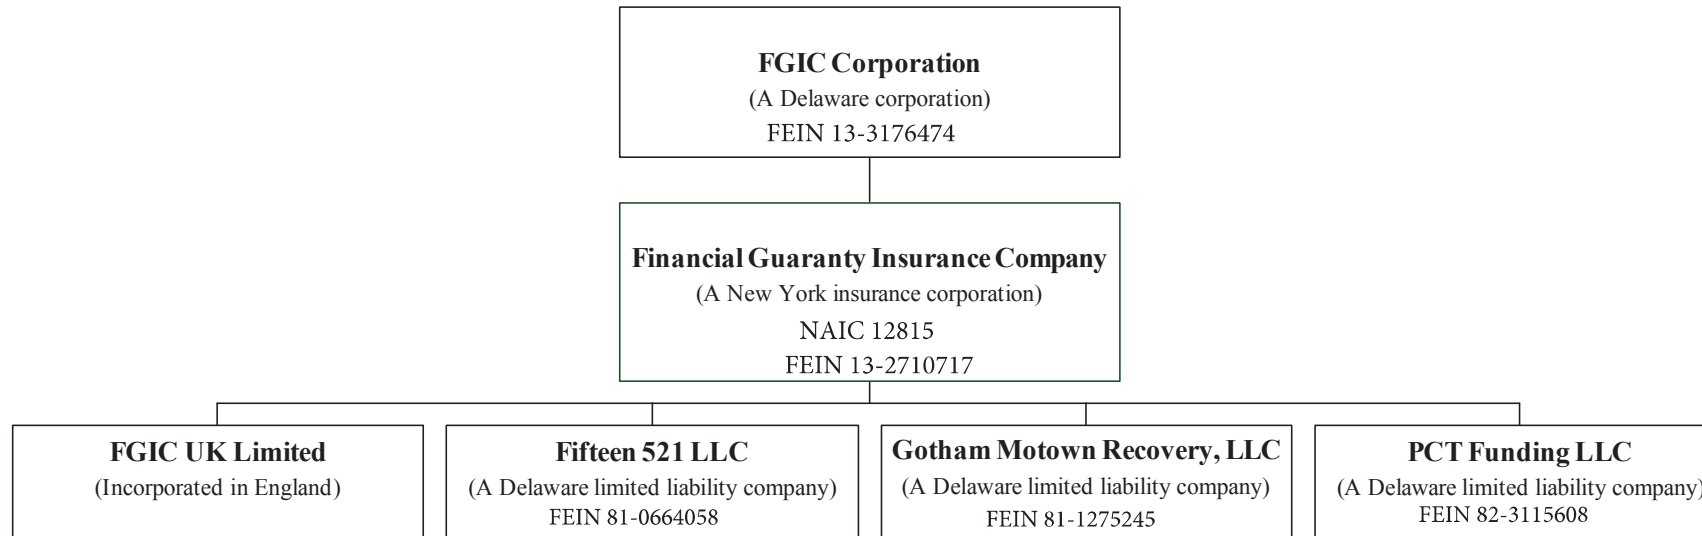 FGIC Corporation
(A Delaware corporation)
FEIN 13-3176474
Financial Guaranty Insurance Company
(A New York insurance corporation)
NAIC 12815
FEIN 13-2710717
FGIC UK Limited
(Incorporated in England)
Fifteen 521 LLC
(A Delaware limited liability company)
FEIN 81-0664058
Gotham Motown Recovery, LLC
(A Delaware limited liability company)
FEIN 81-1275245
PCT Funding LLC
(A Delaware limited liability company)
FEIN 82-3115608